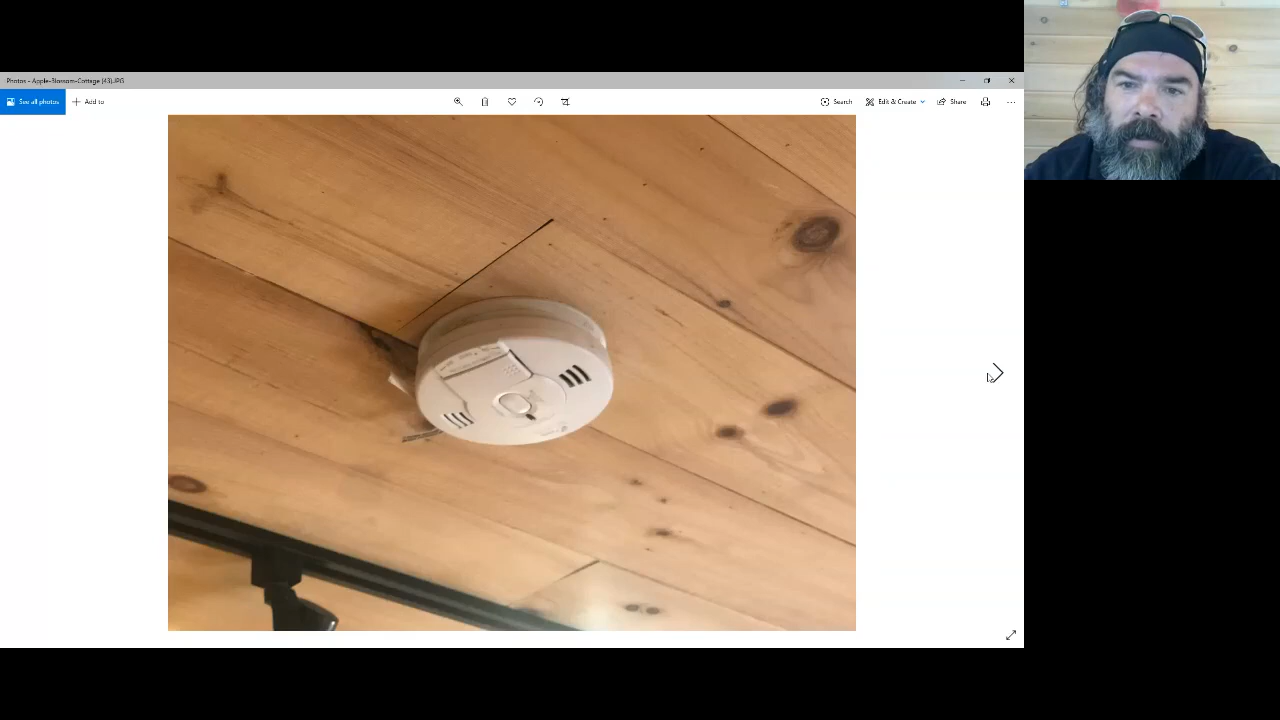 Photos - Apple-Blossom-Cottage (43).JPG
See all photos
Add to
Search
Edit & Create
Share